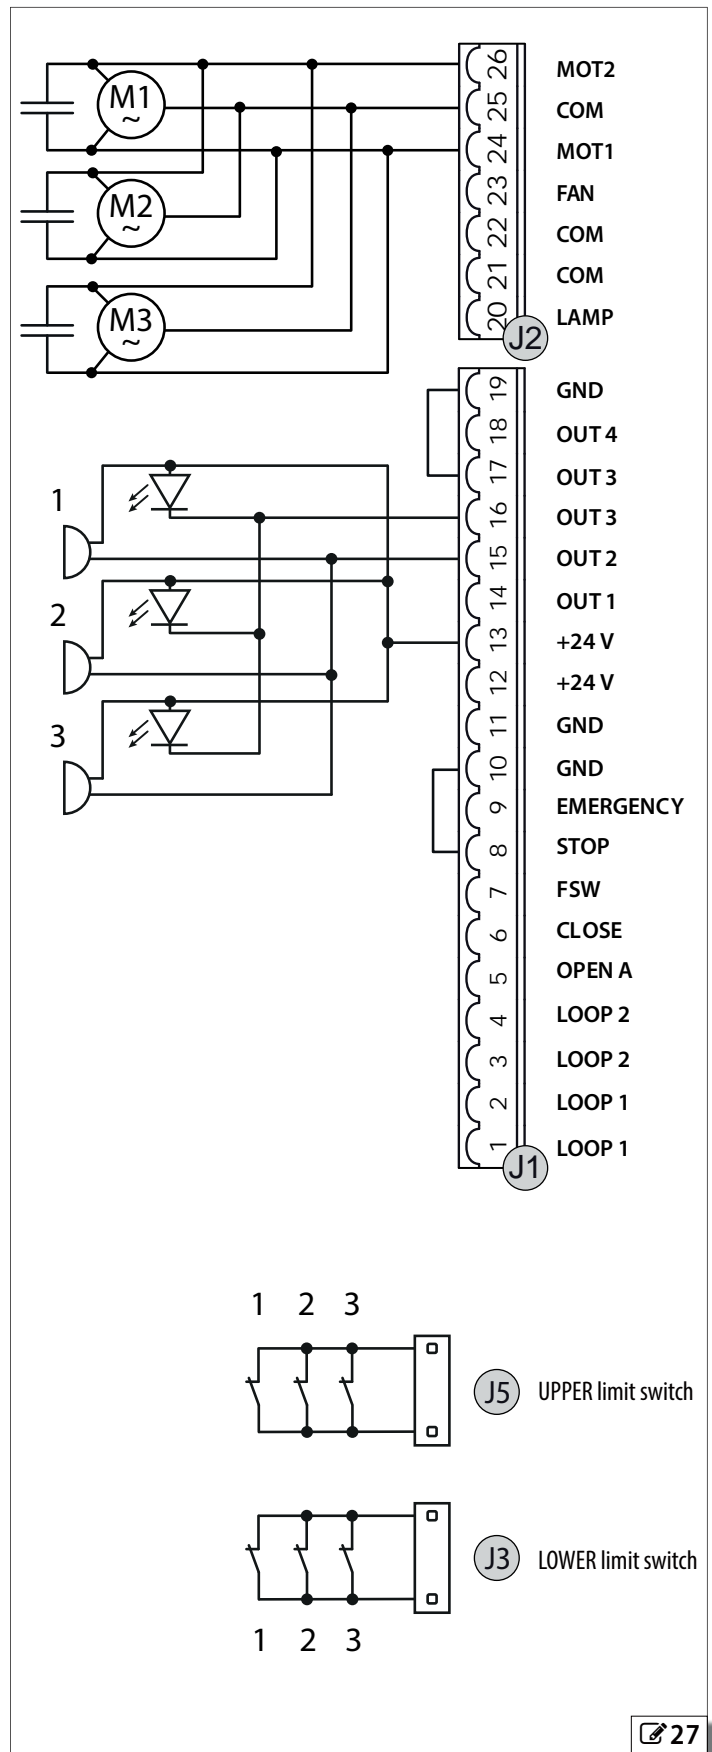 M1
~
M2
~
M3
~
26 MOT2
25 COM
24 MOT1
23 FAN
22 COM
21 COM
20 LAMP
J2
19 GND
18 OUT 4
17 OUT 3
16 OUT 3
15 OUT 2
14 OUT 1
13 +24 V
12 +24 V
11 GND
10 GND
9 EMERGENCY
8 STOP
7 FSW
6 CLOSE
5 OPEN A
4 LOOP 2
3 LOOP 2
2 LOOP 1
1 LOOP 1
J1
1
2
3
1 2 3
J5 UPPER limit switch
J3 LOWER limit switch
1 2 3
27